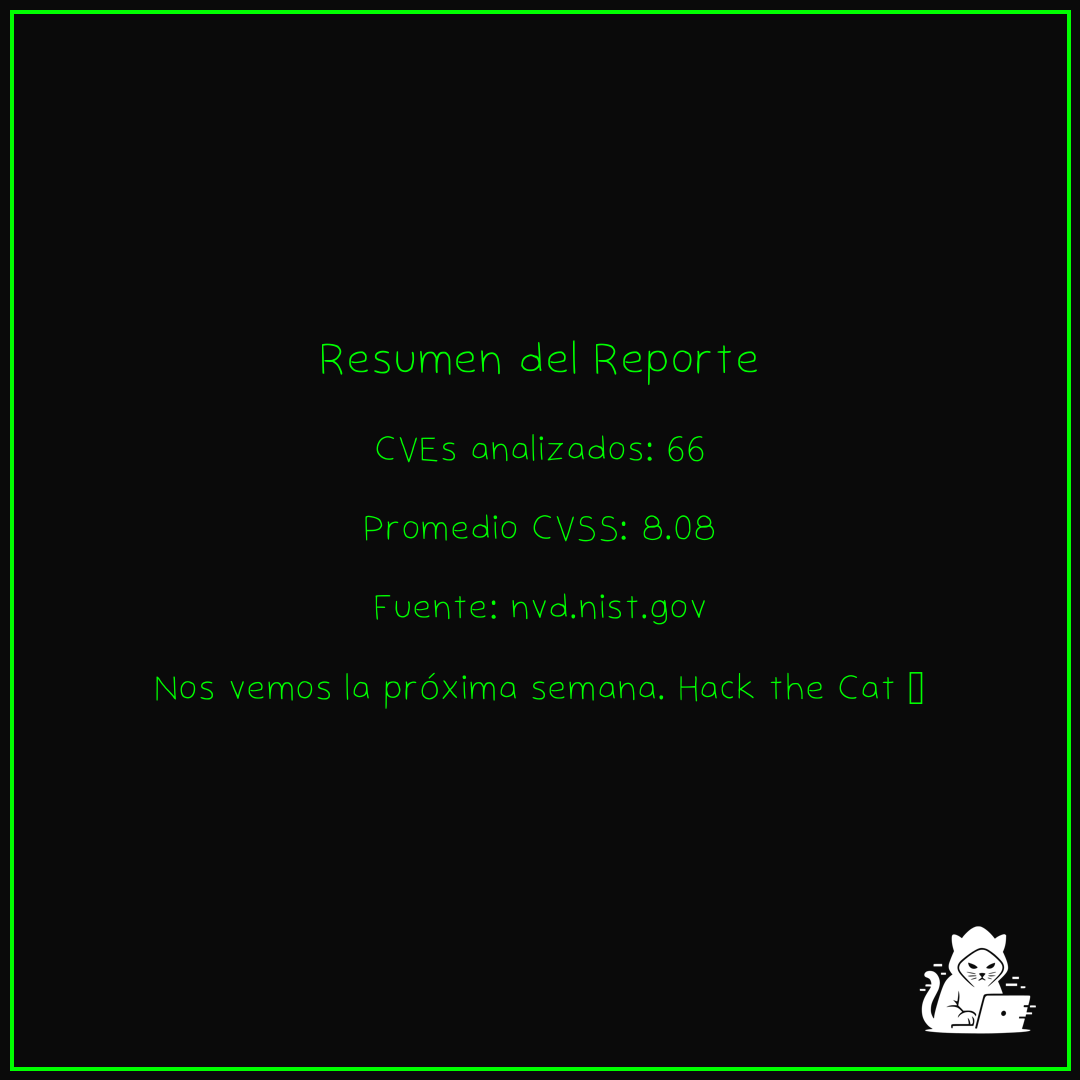 Resumen del Reporte
CVEs analizados: 66
Promedio CVSS: 8.08
Fuente: nvd.nist.gov
Nos vemos la próxima semana. Hack the Cat ▯